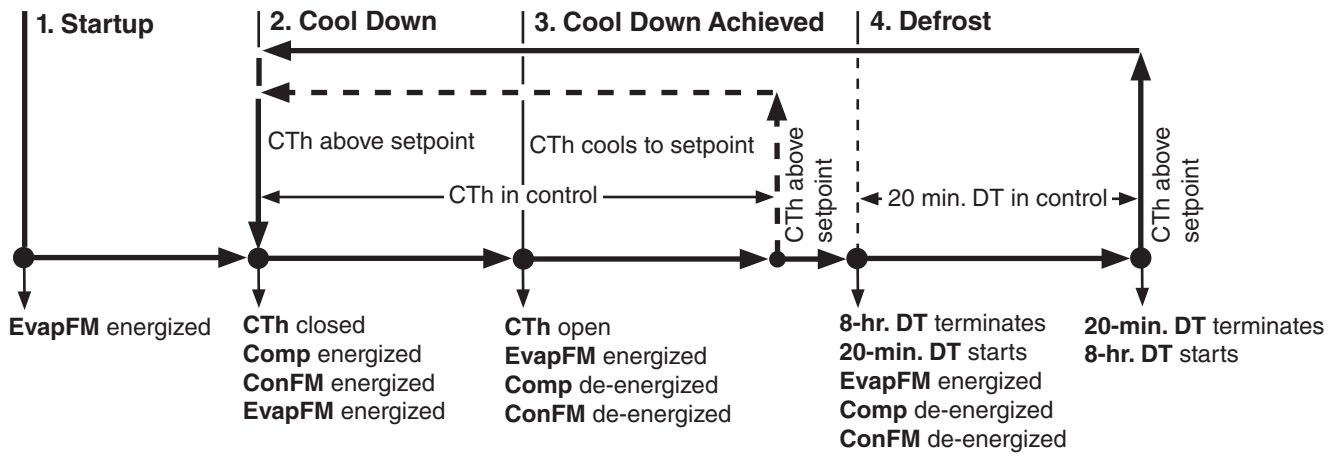 1. Startup
2. Cool Down
3. Cool Down Achieved
4. Defrost
CTh above setpoint
CTh cools to setpoint
CTh in control
CTh above
setpoint
20 min. DT in control
CTh above
setpoint
EvapFM energized
CTh closed
Comp energized
ConFM energized
EvapFM energized
CTh open
EvapFM energized
Comp de-energized
ConFM de-energized
8-hr. DT terminates
20-min. DT starts
EvapFM energized
Comp de-energized
ConFM de-energized
20-min. DT terminates
8-hr. DT starts